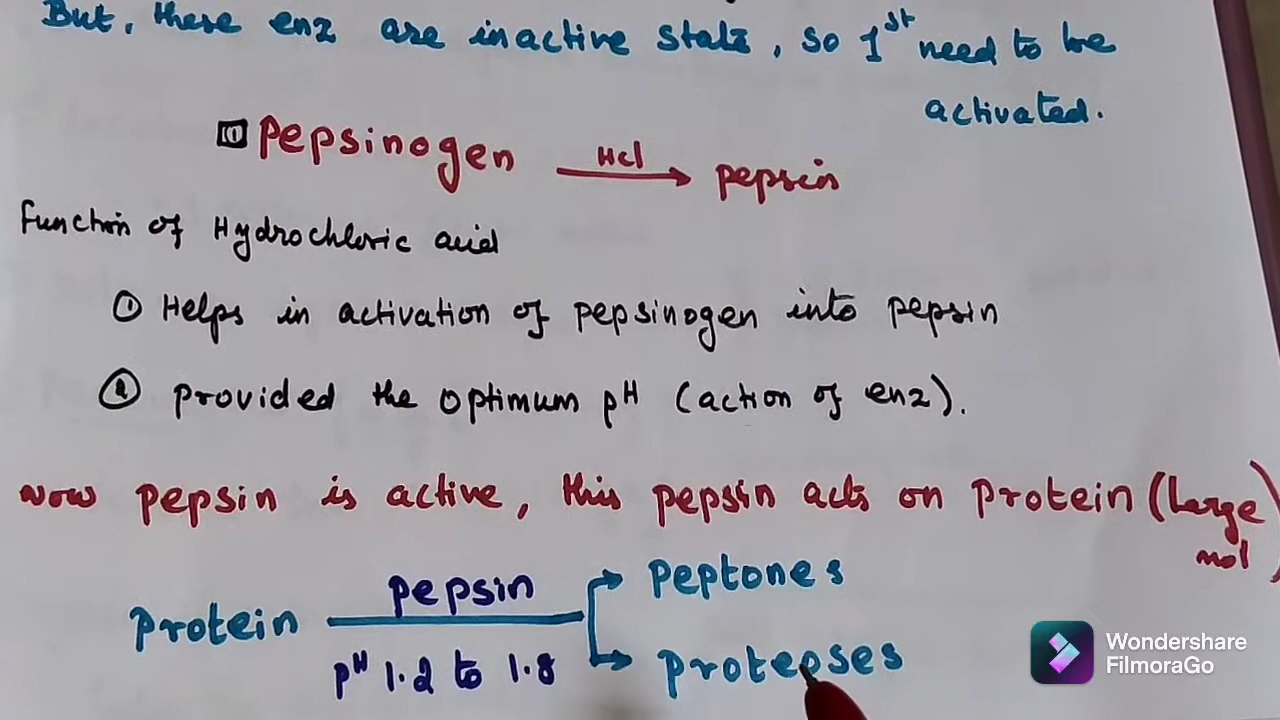 But, these enz are inactive state, so 1st need to be
activated.
① Pepsinogen HCl → pepsin
Function of Hydrochloric acid
① Helps in activation of pepsinogen into pepsin
② provided the optimum pH (action of enz).
now pepsin is active, this pepsin acts on protein (large
mol)
protein pepsin peptones
pH 1.2 to 1.8 proteoses
Wondershare
FilmoraGo